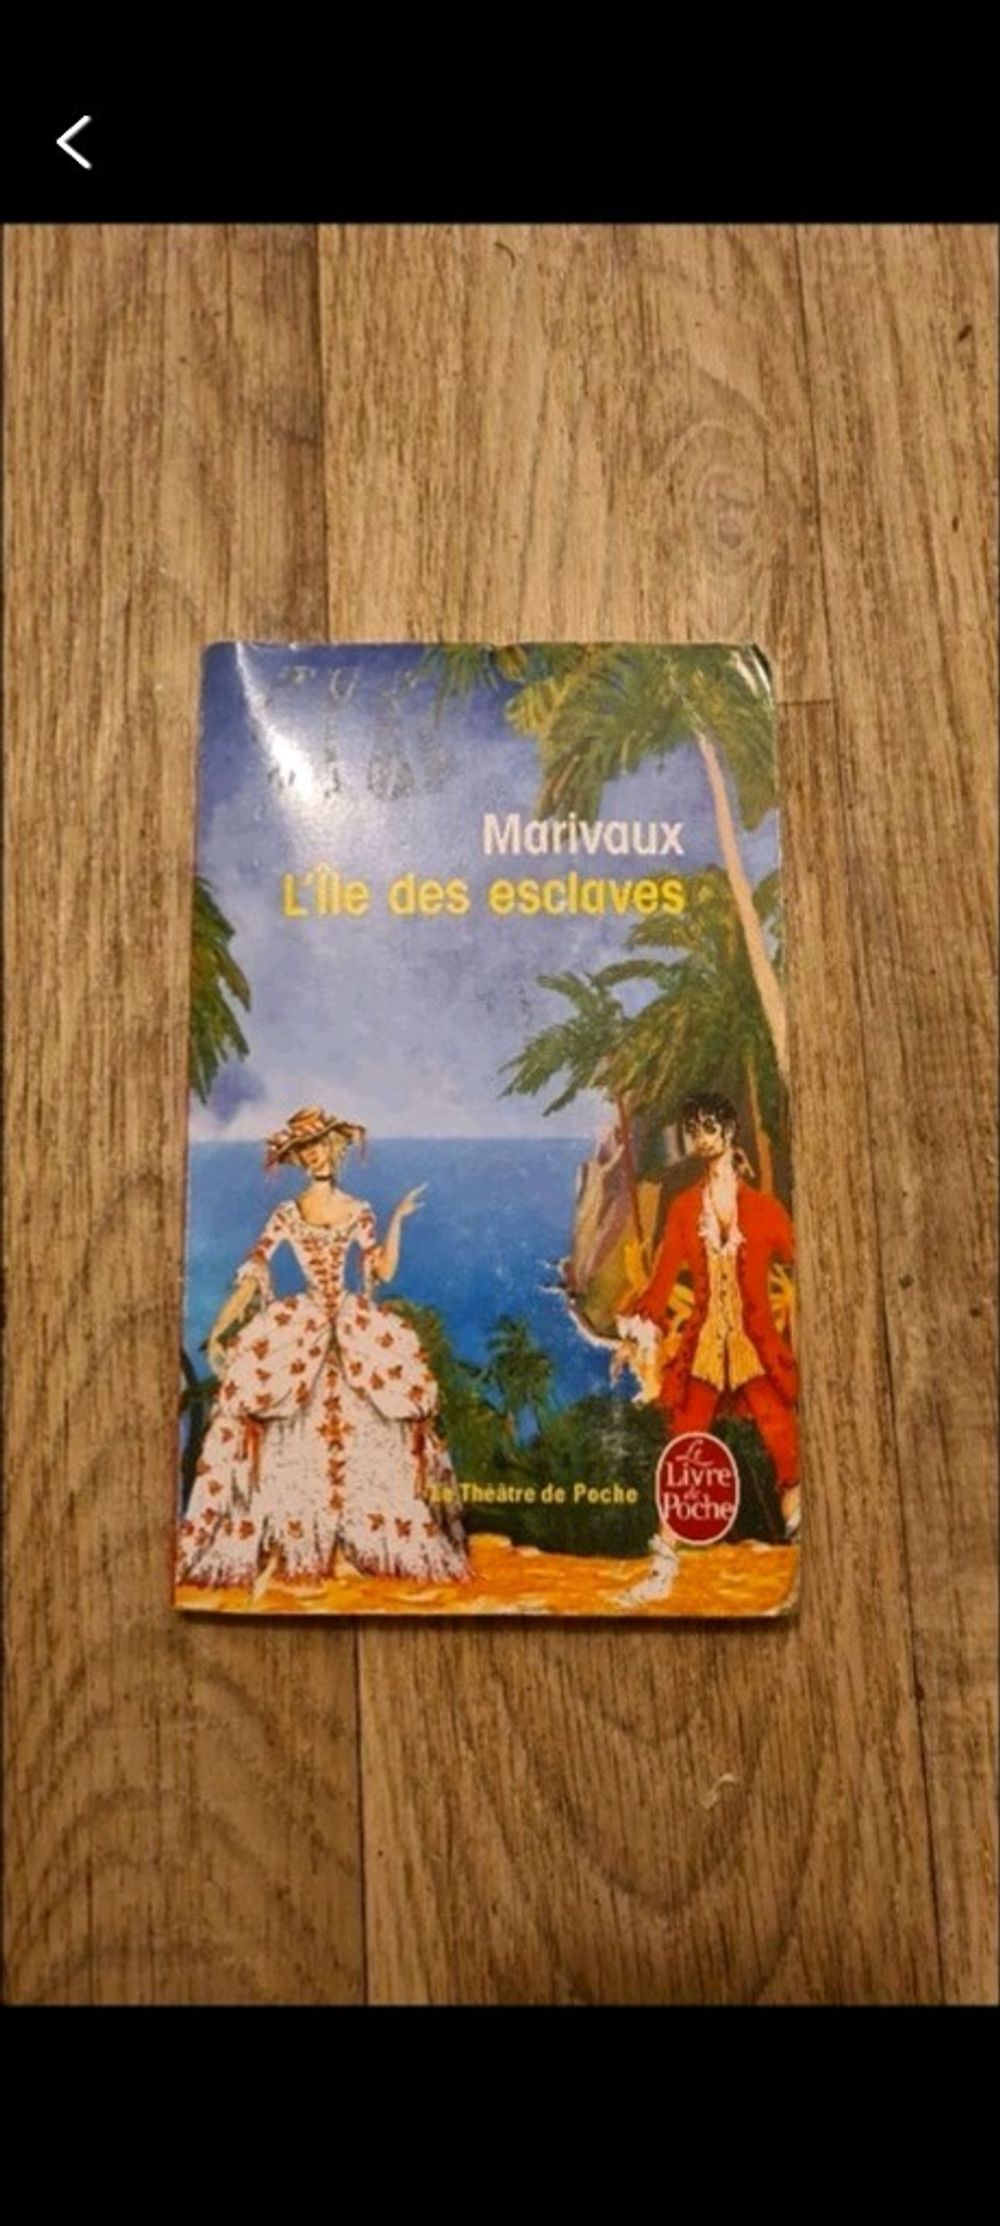 Marivaux
L'Île des esclaves
Le Théâtre de Poche
Le
Livre
de
Poche